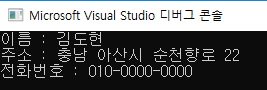 Microsoft Visual Studio 디버그 콘솔
이름 : 김도현
주소 : 충남 아산시 순천향로 22
전화번호 : 010-0000-0000